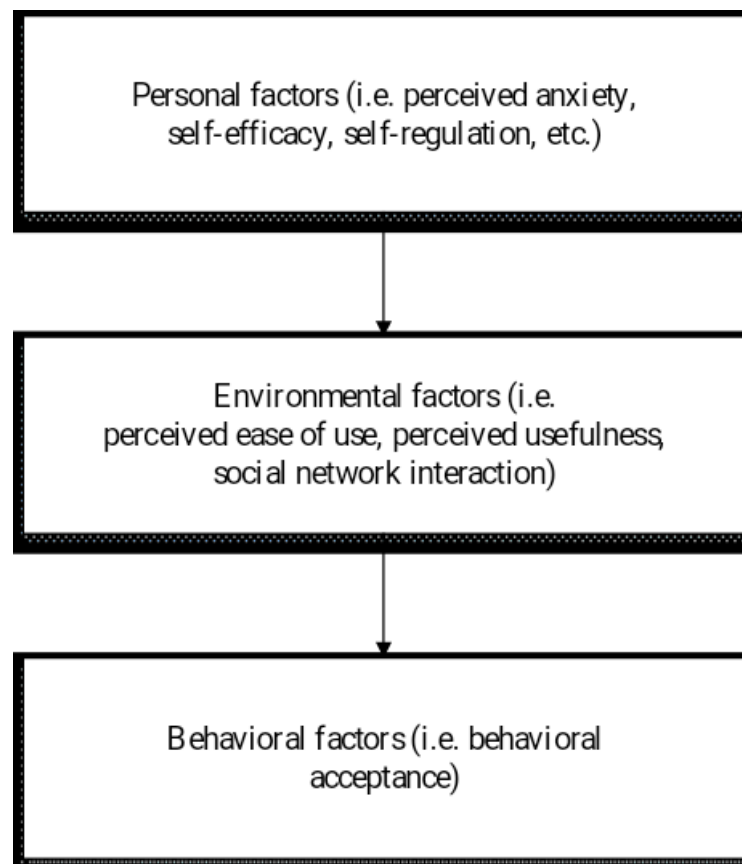 Personal factors (i.e. perceived anxiety,
self-efficacy, self-regulation, etc.)
Environmental factors (i.e.
perceived ease of use, perceived usefulness,
social network interaction)
Behavioral factors (i.e. behavioral
acceptance)